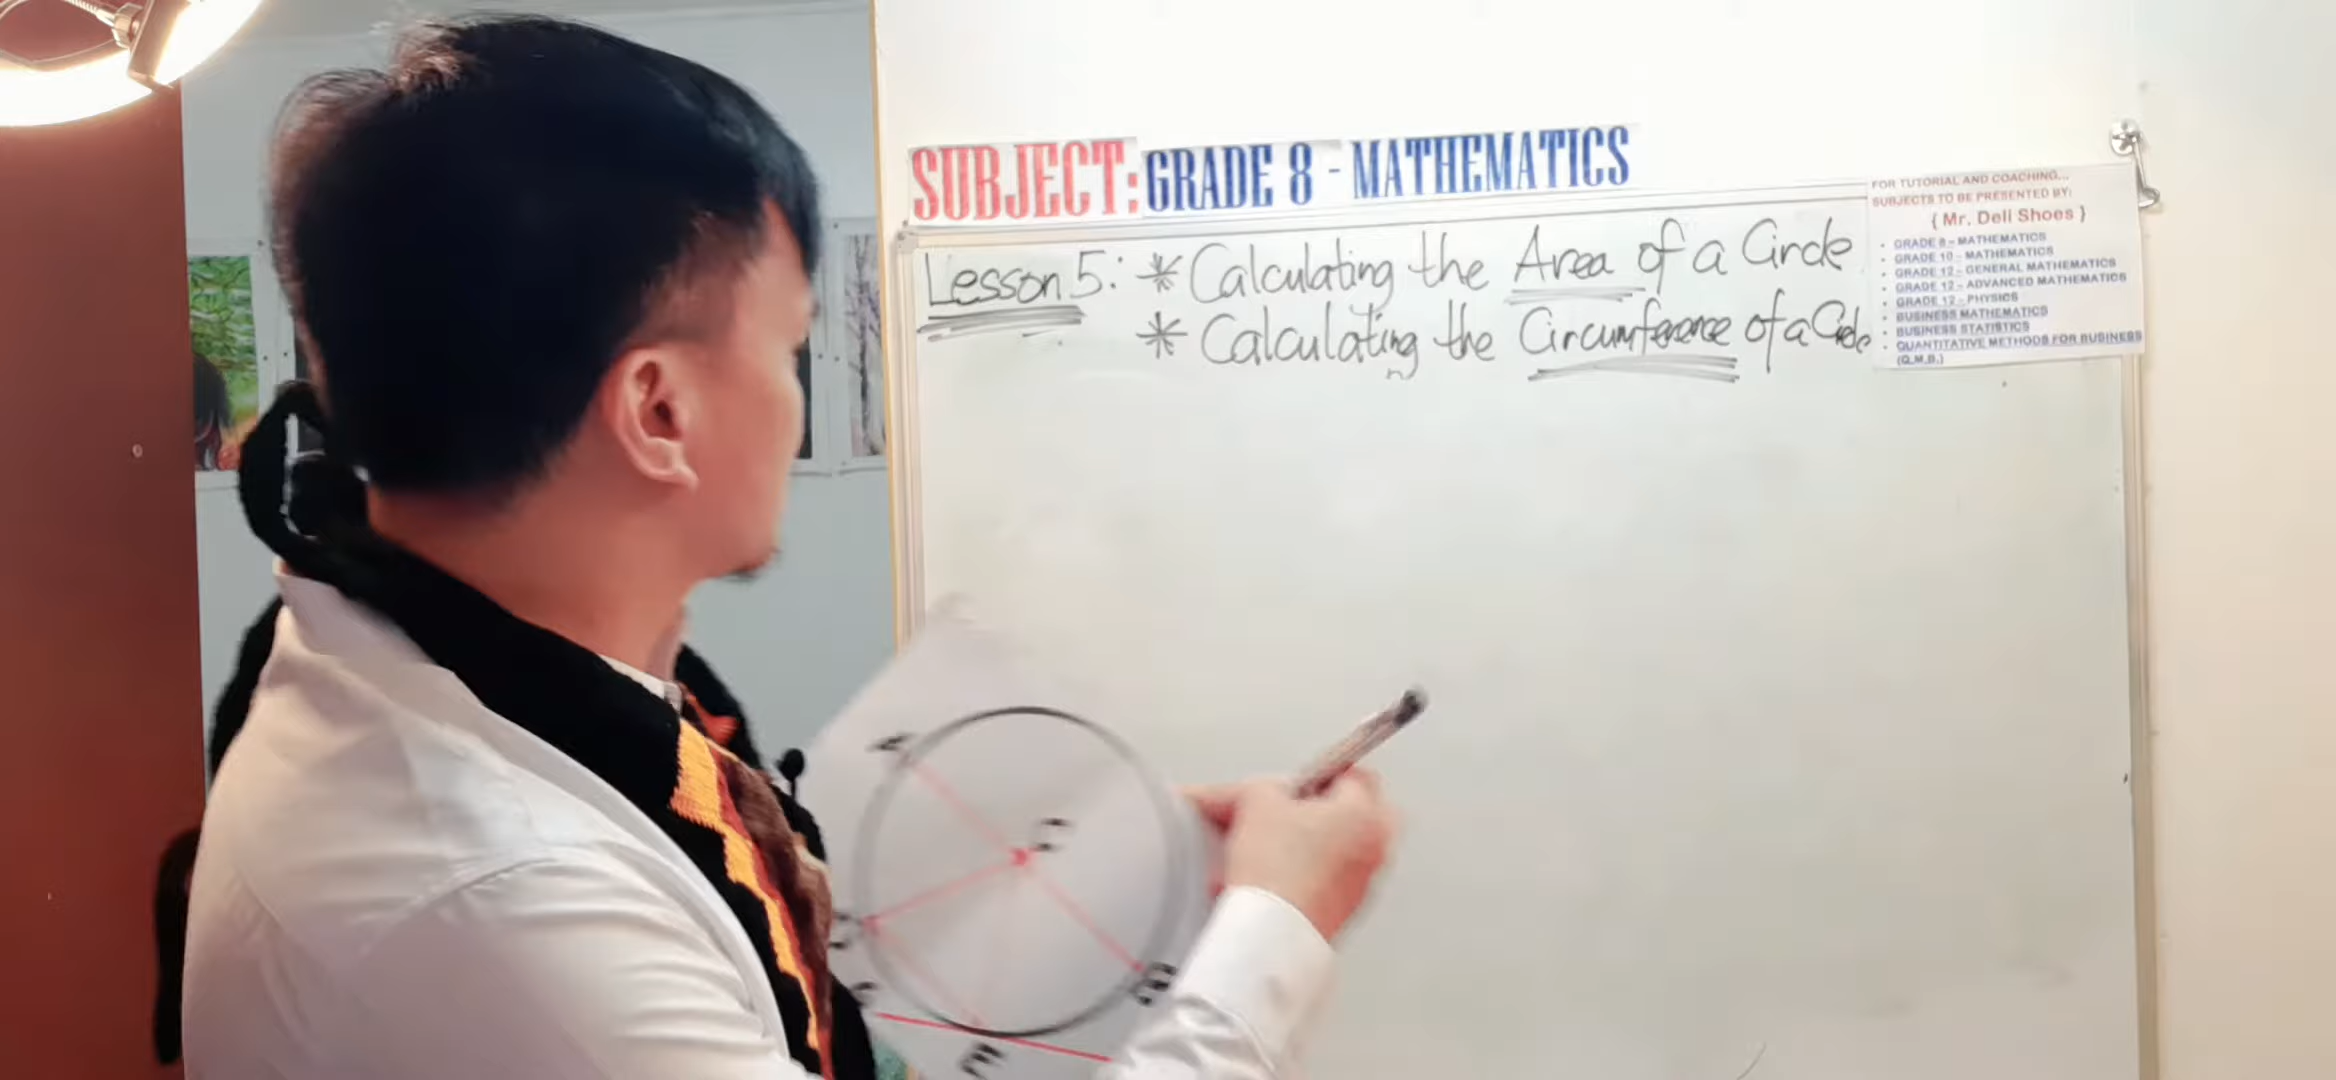 SUBJECT: GRADE 8 - MATHEMATICS
Lesson 5: * Calculating the Area of a Circle
* Calculating the Circumference of a Circle
FOR TUTORIAL AND COACHING...
SUBJECTS TO BE PRESENTED BY:
{ Mr. Deli Shoes }
• GRADE 8 - MATHEMATICS
• GRADE 10 - MATHEMATICS
• GRADE 12 - GENERAL MATHEMATICS
• GRADE 12 - ADVANCED MATHEMATICS
• GRADE 12 - PHYSICS
• BUSINESS MATHEMATICS
• BUSINESS STATISTICS
• QUANTITATIVE METHODS FOR BUSINESS
(Q.M.B.)
C
B
E